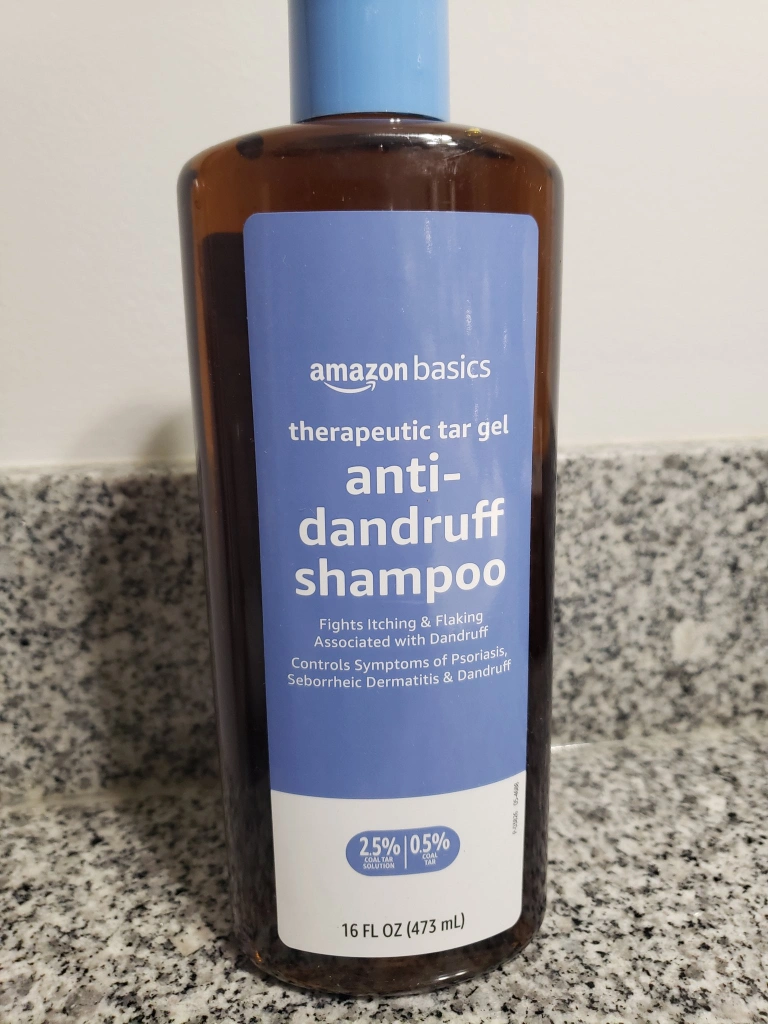 amazon basics
therapeutic tar gel
anti-
dandruff
shampoo
Fights Itching & Flaking
Associated with Dandruff
Controls Symptoms of Psoriasis,
Seborrheic Dermatitis & Dandruff
2.5% | 0.5%
COAL TAR SOLUTION | COAL TAR
16 FL OZ (473 mL)